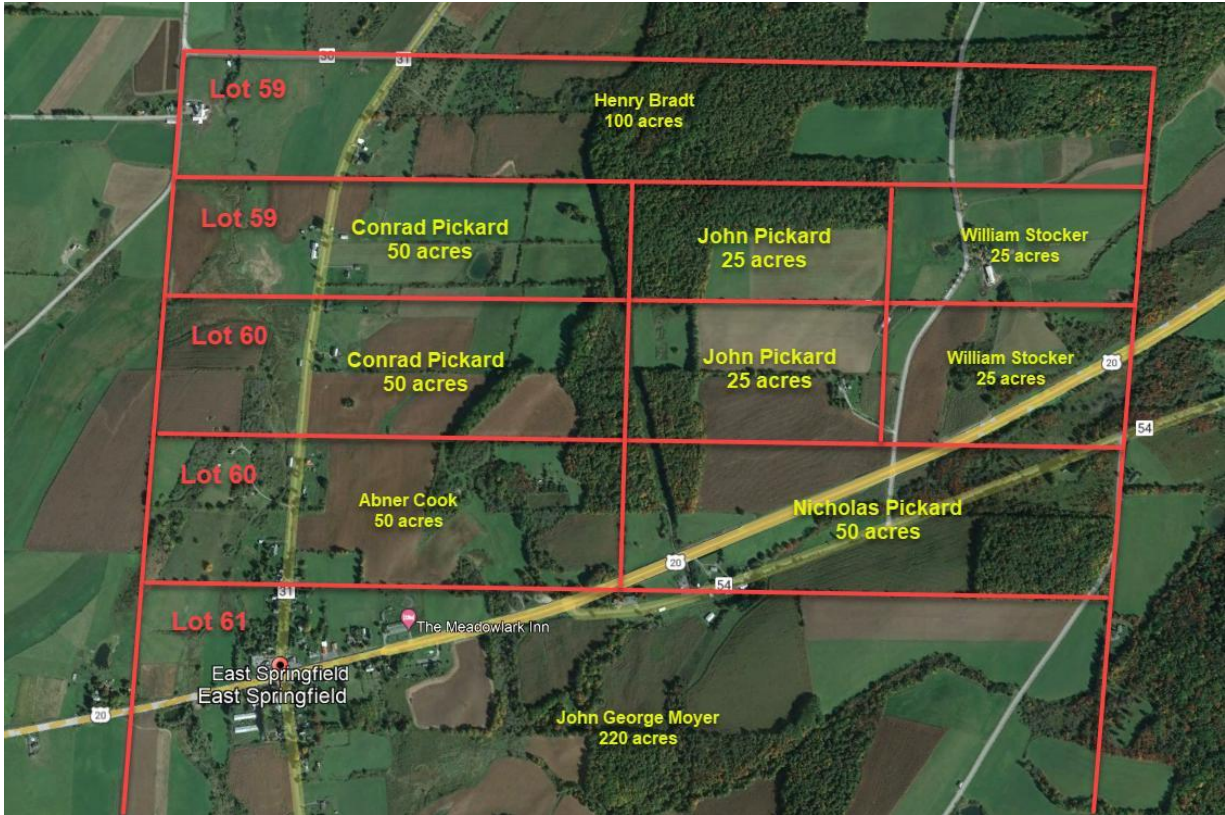 30
31
Lot 59
Henry Bradt
100 acres
Lot 59
Conrad Pickard
50 acres
John Pickard
25 acres
William Stocker
25 acres
Lot 60
Conrad Pickard
50 acres
John Pickard
25 acres
William Stocker
25 acres
20
54
Lot 60
Abner Cook
50 acres
Nicholas Pickard
50 acres
20
54
31
Lot 61
The Meadowlark Inn
East Springfield
East Springfield
20
John George Moyer
220 acres